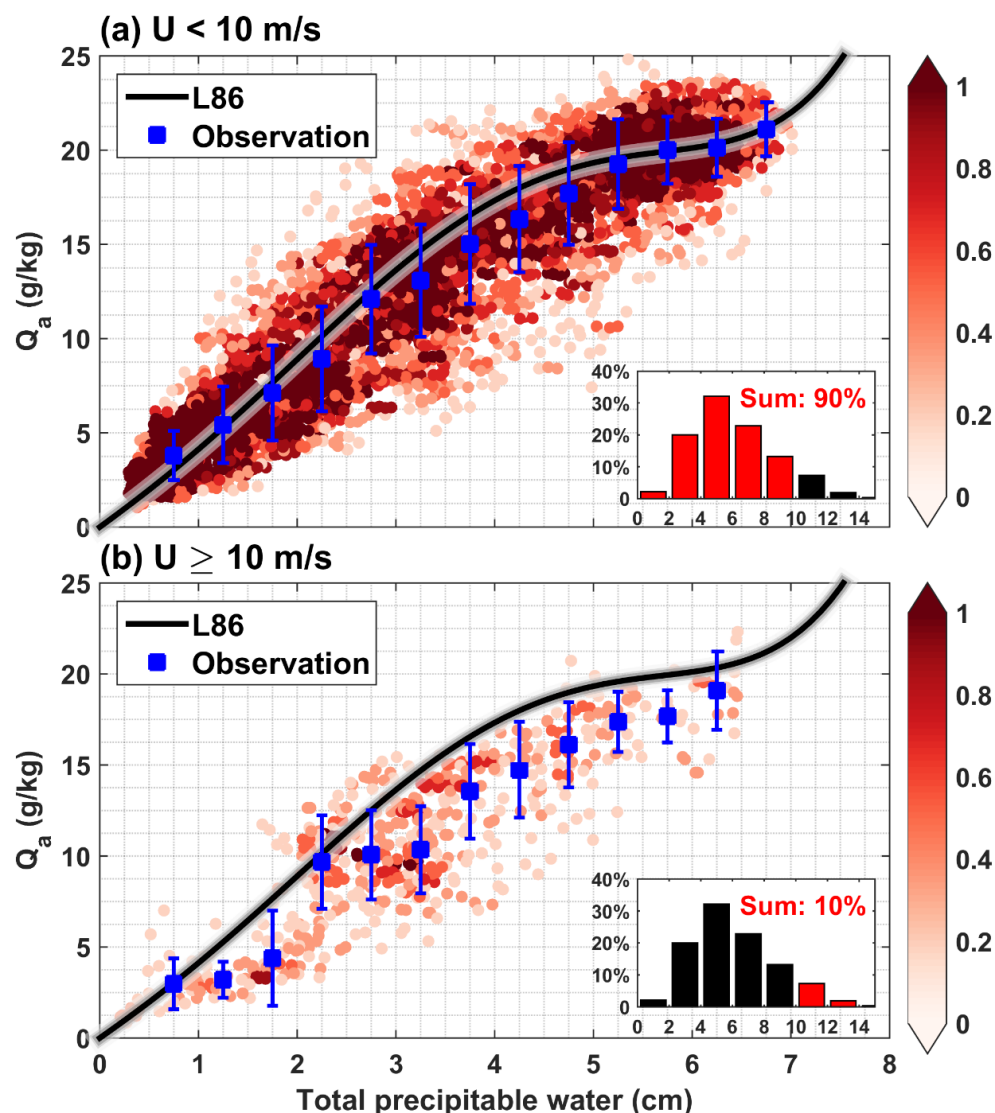 (a) U < 10 m/s
25
20
15
10
5
0
Q_a (g/kg)
L86
Observation
40%
30%
20%
10%
0
Sum: 90%
0 2 4 6 8 10 12 14
1
0.8
0.6
0.4
0.2
0
(b) U ≥ 10 m/s
25
20
15
10
5
0
Q_a (g/kg)
L86
Observation
40%
30%
20%
10%
0
Sum: 10%
0 2 4 6 8 10 12 14
1
0.8
0.6
0.4
0.2
0
0 1 2 3 4 5 6 7 8
Total precipitable water (cm)